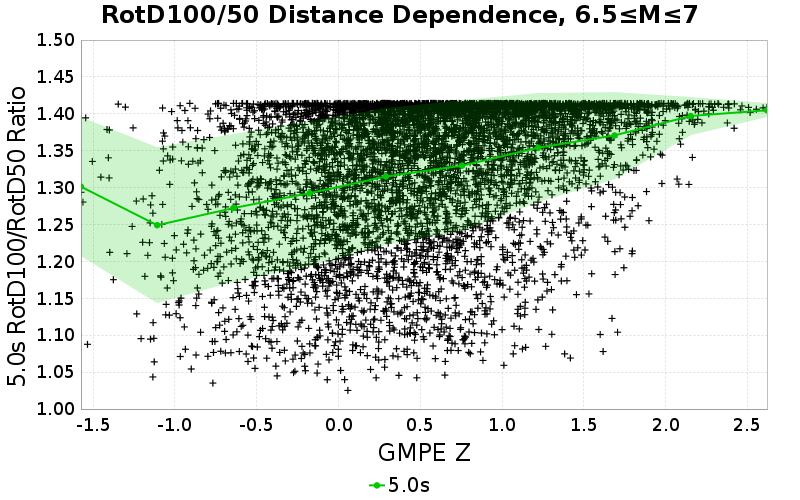 RotD100/50 Distance Dependence, 6.5≤M≤7
5.0s RotD100/RotD50 Ratio
1.50
1.45
1.40
1.35
1.30
1.25
1.20
1.15
1.10
1.05
1.00
-1.5 -1.0 -0.5 0.0 0.5 1.0 1.5 2.0 2.5
GMPE Z
5.0s